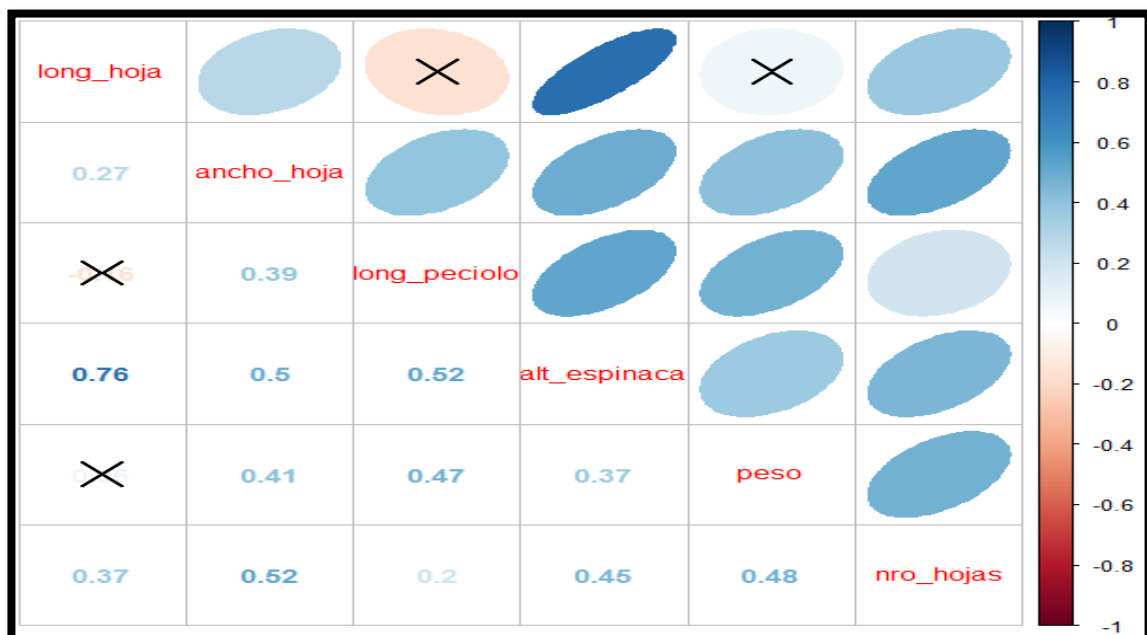 long_hoja
0.27 ancho_hoja
0.39 long_peciolo
0.76 0.5 0.52 alt_espinaca
0.41 0.47 0.37 peso
0.37 0.52 0.2 0.45 0.48 nro_hojas
1
0.8
0.6
0.4
0.2
0
-0.2
-0.4
-0.6
-0.8
-1